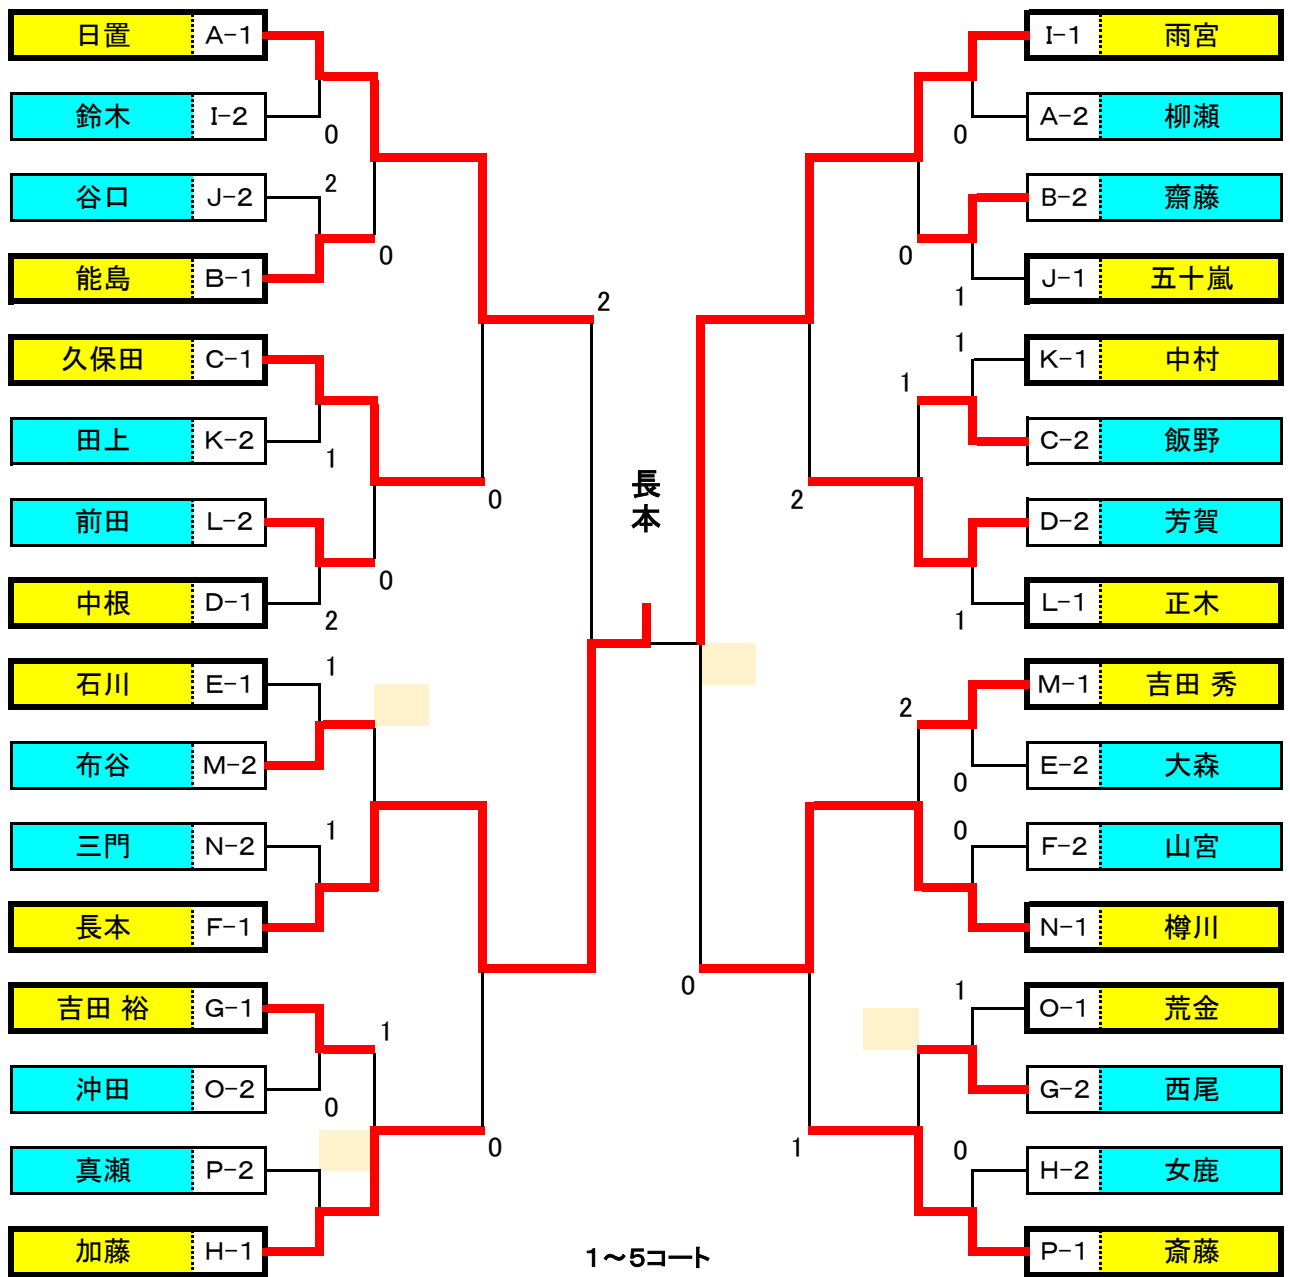 日置 A-1
鈴木 I-2
0
谷口 J-2
2
能島 B-1
0
2
久保田 C-1
田上 K-2
1
0
前田 L-2
0
中根 D-1
2
石川 E-1
1
布谷 M-2
三門 N-2
1
長本 F-1
吉田 裕 G-1
1
沖田 O-2
0
真瀬 P-2
0
加藤 H-1
長本
I-1 雨宮
A-2 柳瀬
0
B-2 齋藤
0
J-1 五十嵐
1
K-1 中村
1
1
C-2 飯野
2
D-2 芳賀
L-1 正木
1
M-1 吉田 秀
2
E-2 大森
0
F-2 山宮
0
N-1 樽川
0
O-1 荒金
1
G-2 西尾
1
H-2 女鹿
0
P-1 斎藤
1～5コート